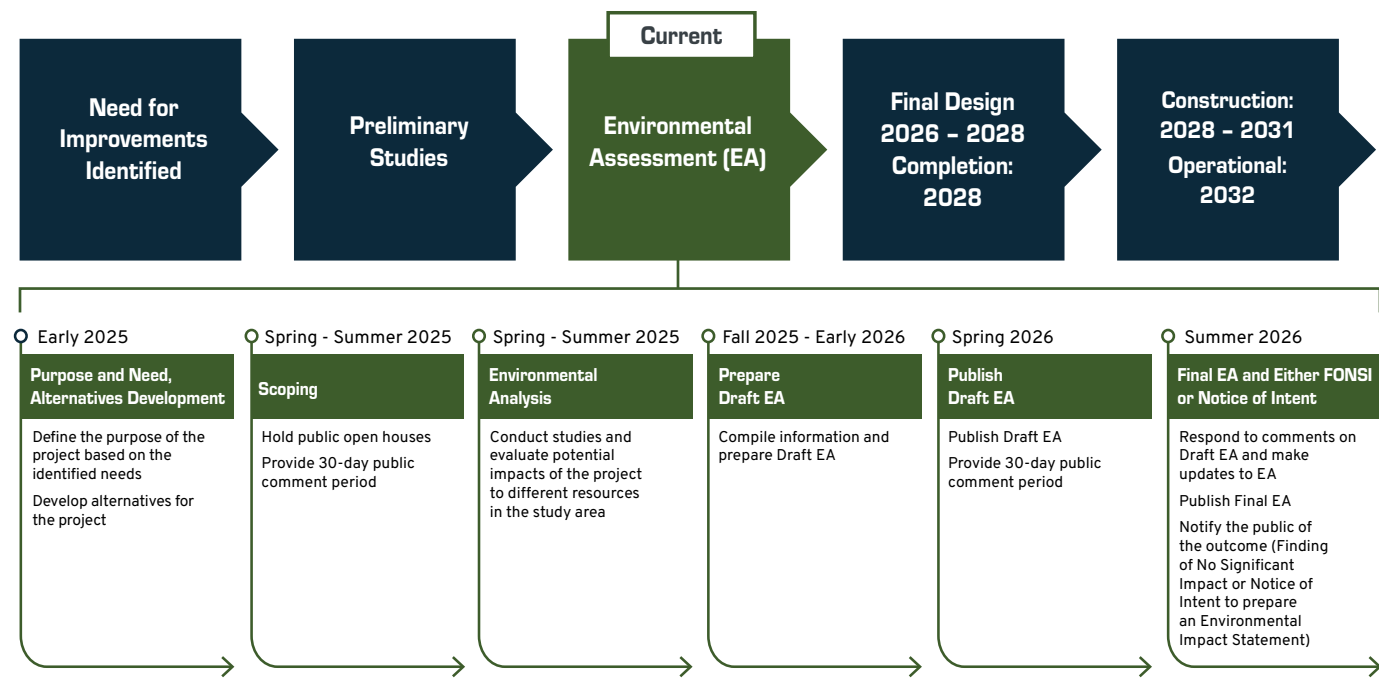 Current
Need for
Improvements
Identified
Preliminary
Studies
Environmental
Assessment (EA)
Final Design
2026 – 2028
Completion:
2028
Construction:
2028 – 2031
Operational:
2032
Early 2025
Purpose and Need,
Alternatives Development
Define the purpose of the
project based on the
identified needs
Develop alternatives for
the project
Spring - Summer 2025
Scoping
Hold public open houses
Provide 30-day public
comment period
Spring - Summer 2025
Environmental
Analysis
Conduct studies and
evaluate potential
impacts of the project
to different resources
in the study area
Fall 2025 - Early 2026
Prepare
Draft EA
Compile information and
prepare Draft EA
Spring 2026
Publish
Draft EA
Publish Draft EA
Provide 30-day public
comment period
Summer 2026
Final EA and Either FONSI
or Notice of Intent
Respond to comments on
Draft EA and make
updates to EA
Publish Final EA
Notify the public of
the outcome (Finding
of No Significant
Impact or Notice of
Intent to prepare
an Environmental
Impact Statement)